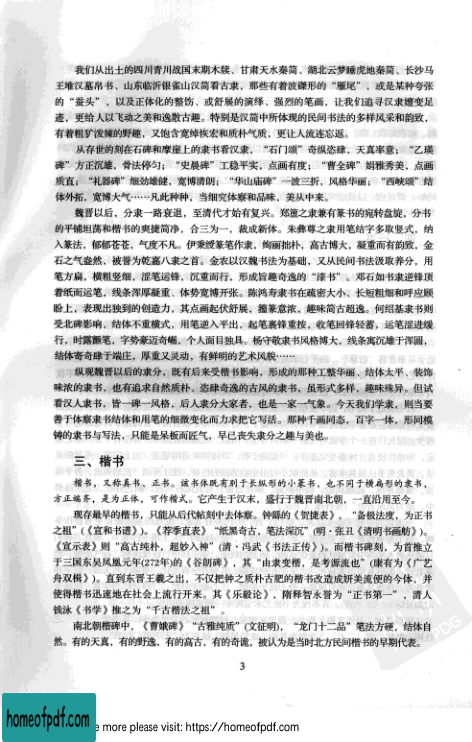 我们从出土的四川青川战国末期木牍、甘肃天水秦简、湖北云梦睡虎地秦简、长沙马
王堆汉墓帛书、山东临沂银雀山汉简看古隶，那些有着波磔形的“雁尾”，或是某种夸张
的“蚕头”，以及正体化的整饬、或舒展的演绎、强烈的笔画，让我们追寻汉隶嬗变足
迹，更给人以飞动之美和逸散古趣。特别是汉简中所体现的民间书法的多样风采和韵致，
有着粗犷泼辣的野趣，又饱含宽绰恢宏和质朴气质，更让人流连忘返。
从存世的刻在石碑和摩崖上的隶书看汉隶，“石门颂”奇纵恣肆，天真率意；“乙瑛
碑”方正沉雄，骨法停匀；“史晨碑”工稳平实，点画有度；“曹全碑”娟雅秀美，点画
质直；“礼器碑”细劲雄健，宽博清朗；“华山庙碑”一波三折，风格华丽；“西峡颂”结
体外拓，宽博大气……凡此种种，当细究体察和品味，美从中来。
魏晋以后，分隶一路衰退，至清代才始有复兴。郑簠之隶兼有篆书的宛转盘旋，分书
的平铺坦荡和楷书的爽捷简净，合三为一，裁成新体。朱彝尊之隶用笔结字多取竖式，纳
入篆法，郁郁苍苍，气度不凡。伊秉绶篆笔作隶，绚丽拙朴，高古博大，凝重而有韵致，金
石之气盎然，被誉为乾嘉八隶之首。金农以汉魏书法为基础，又从民间书法汲取养分，用
笔方扁，横粗竖细，涩笔运锋、沉重而行，形成旨趣奇逸的“漆书”。邓石如书隶逆锋顶
着纸而运笔，线条浑厚凝重、体势宽博开张。陈鸿寿隶书在疏密大小、长短粗细和呼应顾
盼上，表现出独到的创造力，其点画起伏舒展，籀篆意浓，趣味简古超逸。何绍基隶书则
受北碑影响，结体不重横式，用笔逆入平出，起笔裹锋重按，收笔回锋轻蓄，运笔涩进缓
行，时露颤笔，字势豪迈奇崛，个人面目独具。杨守敬隶书风格博大，线条寓沉雄于浑圆，
结体寄奇肆于端庄，厚重又灵动，有鲜明的艺术风貌……
纵观魏晋以后的隶分，既有后来受楷书影响，形成的那种工整华丽、结体太平、装饰
味浓的隶书，也有追求自然质朴、恣肆奇逸的古风的隶书，虽形式多样，趣味殊异。但试
看汉人隶书，皆一碑一风格，后人隶分大家者，也是一家一气象。今天我们学隶，则当要
善于体察隶书结体和用笔的细微变化而力求把它写活。那种千画同态，百字一体，形同模
铸的隶书与写法，只能是呆板而匠气，早已丧失隶分之趣与美也。
三、楷书
楷书，又称真书、正书。该书体既有别于长纵形的小篆书，也不同于横扁形的隶书，
方正端齐，是为正体，可作楷式。它产生于汉末，盛行于魏晋南北朝，一直沿用至今。
现存最早的楷书，只能从后代帖刻中去体察。钟繇的《贺捷表》，“备极法度，为正书
之祖”(《宣和书谱》)。《荐季直表》“纸黑奇古，笔法深沉”(明·张丑《清明书画舫》)。
《宣示表》则“高古纯朴，超妙入神”(清·冯武《书法正传》)。而楷书碑刻，为首推立
于三国东吴凤凰元年(272年)的《谷朗碑》，其“由隶变楷，是考源流也”(康有为《广艺
舟双楫》)。直到东晋王羲之出，不仅把钟之质朴古肥的楷书改造成妍美流便的今体，并
使得楷书迅速地在社会上流行开来。其《乐毅论》，隋释智永誉为“正书第一”，清人
钱泳《书学》推之为“千古楷法之祖”。
南北朝楷书中，《曹娥碑》“古雅纯质”(文征明)，“龙门十二品”笔法方硬，结体自
然。有的天真，有的野逸，有的高古，有的奇诡，被认为是当时北方民间楷书的早期代表。
3
homeofpdf.com
e more please visit: https://homeofpdf.com